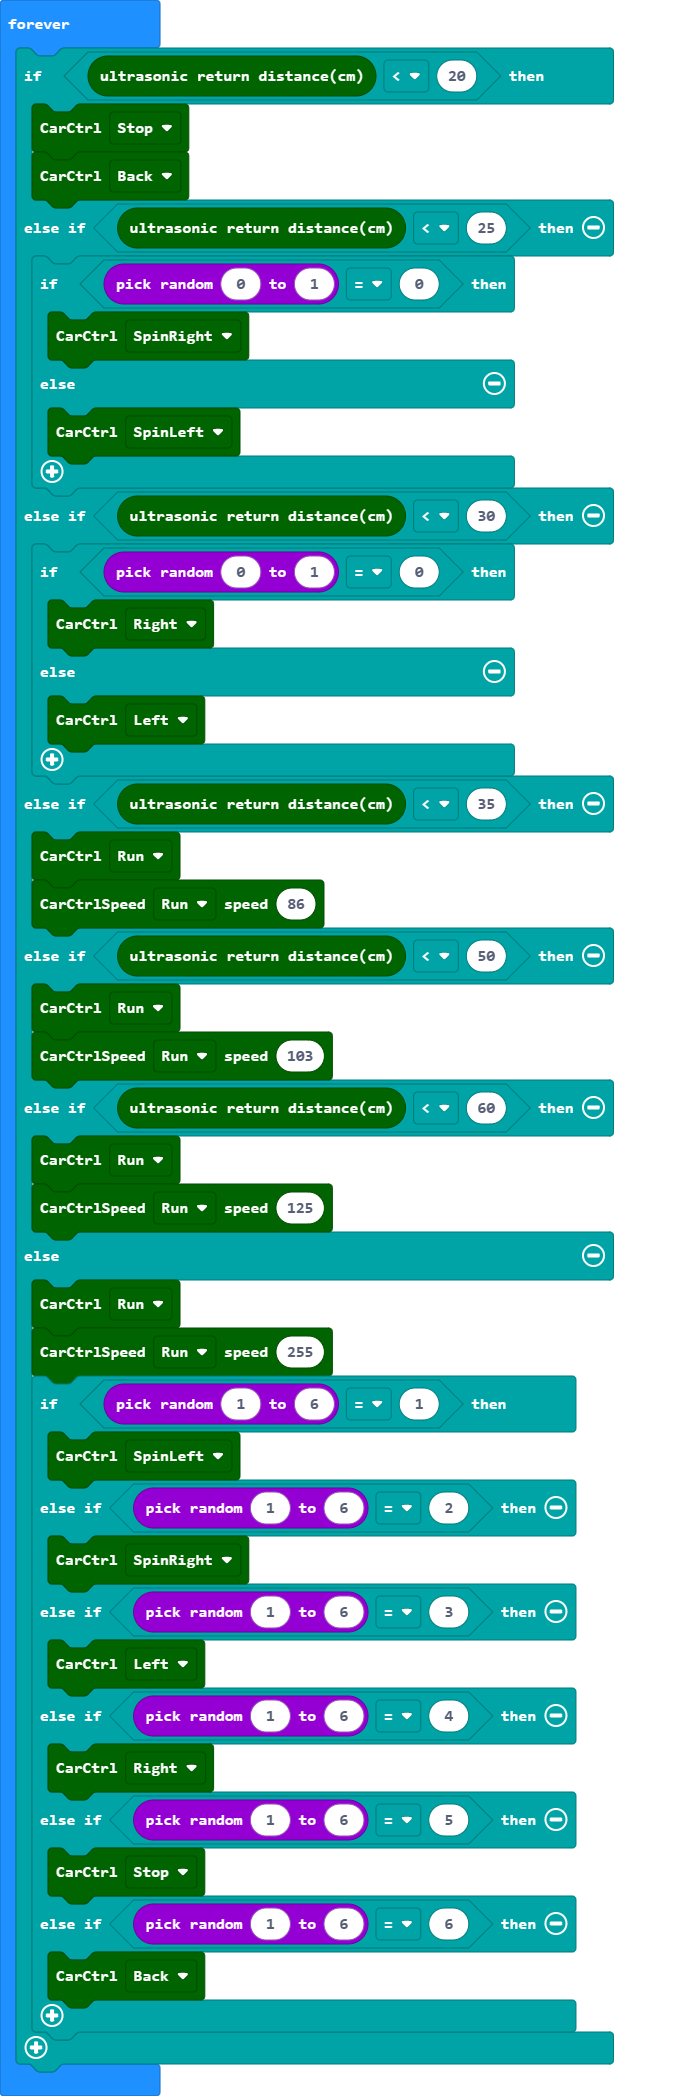 forever
if ultrasonic return distance(cm) < 20 then
CarCtrl Stop
CarCtrl Back
else if ultrasonic return distance(cm) < 25 then
if pick random 0 to 1 = 0 then
CarCtrl SpinRight
else
CarCtrl SpinLeft
else if ultrasonic return distance(cm) < 30 then
if pick random 0 to 1 = 0 then
CarCtrl Right
else
CarCtrl Left
else if ultrasonic return distance(cm) < 35 then
CarCtrl Run
CarCtrlSpeed Run speed 86
else if ultrasonic return distance(cm) < 50 then
CarCtrl Run
CarCtrlSpeed Run speed 103
else if ultrasonic return distance(cm) < 60 then
CarCtrl Run
CarCtrlSpeed Run speed 125
else
CarCtrl Run
CarCtrlSpeed Run speed 255
if pick random 1 to 6 = 1 then
CarCtrl SpinLeft
else if pick random 1 to 6 = 2 then
CarCtrl SpinRight
else if pick random 1 to 6 = 3 then
CarCtrl Left
else if pick random 1 to 6 = 4 then
CarCtrl Right
else if pick random 1 to 6 = 5 then
CarCtrl Stop
else if pick random 1 to 6 = 6 then
CarCtrl Back